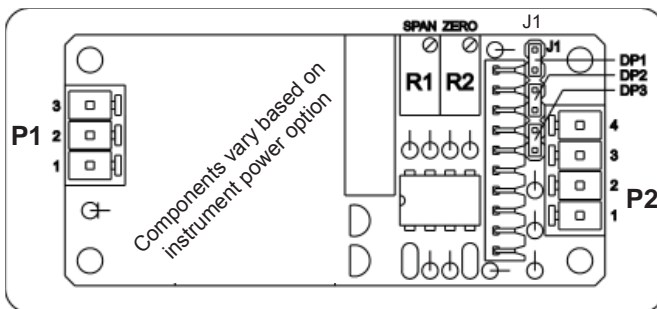 SPAN ZERO
J1
J1
R1 R2
DP1
DP2
DP3
P1
3
2
1
Components vary based on
instrument power option
4
3
2
1
P2